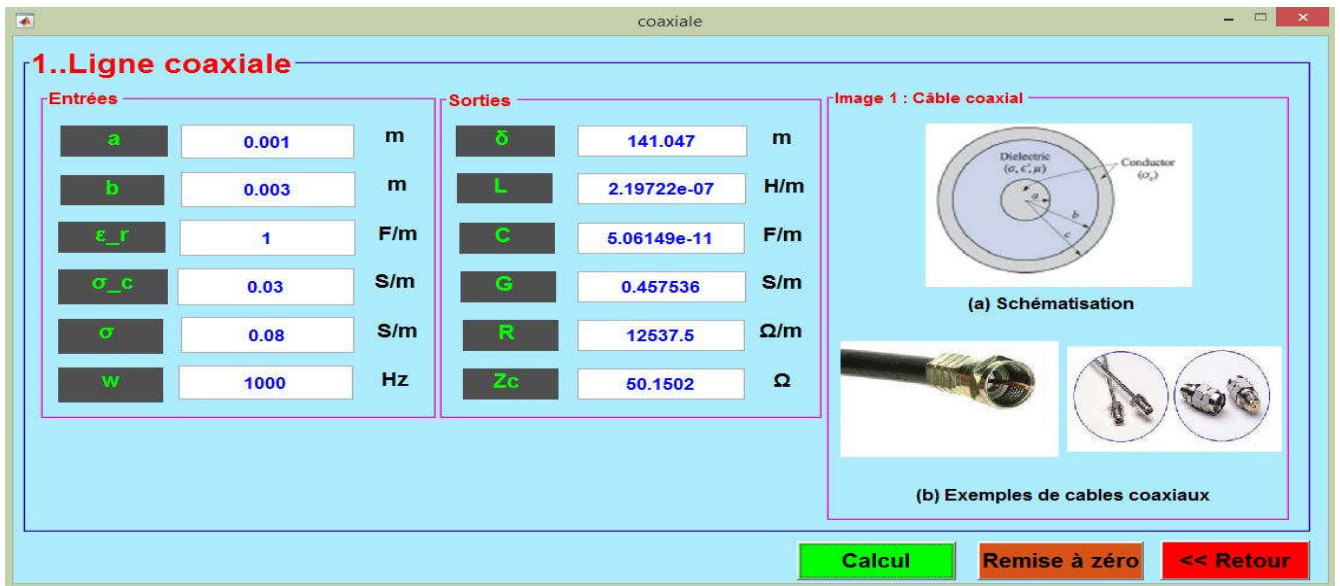 coaxiale
1..Ligne coaxiale
Entrées
a 0.001 m
b 0.003 m
ε_r 1 F/m
σ_c 0.03 S/m
σ 0.08 S/m
w 1000 Hz
Sorties
δ 141.047 m
L 2.19722e-07 H/m
C 5.06149e-11 F/m
G 0.457536 S/m
R 12537.5 Ω/m
Zc 50.1502 Ω
Image 1 : Câble coaxial
Dielectric
(σ, ε', μ)
Conductor
(σc)
a
b
c
(a) Schématisation
(b) Exemples de cables coaxiaux
Calcul
Remise à zéro
<< Retour